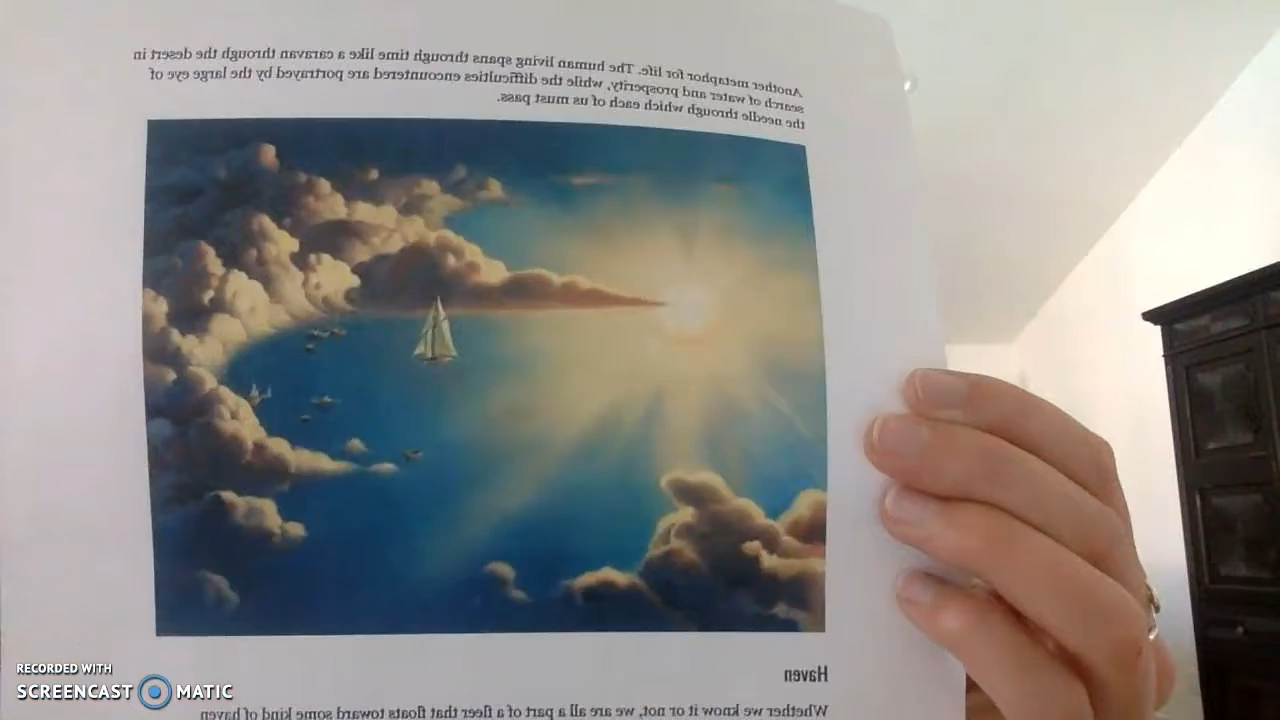 Another metaphor for life. The human living spans through time like a caravan through the desert in
search of water and prosperity, while the difficulties encountered are portrayed by the large eye of
the needle through which each of us must pass.
Haven
Whether we know it or not, we are all a part of a fleet that floats toward some kind of haven
RECORDED WITH
SCREENCAST MATIC